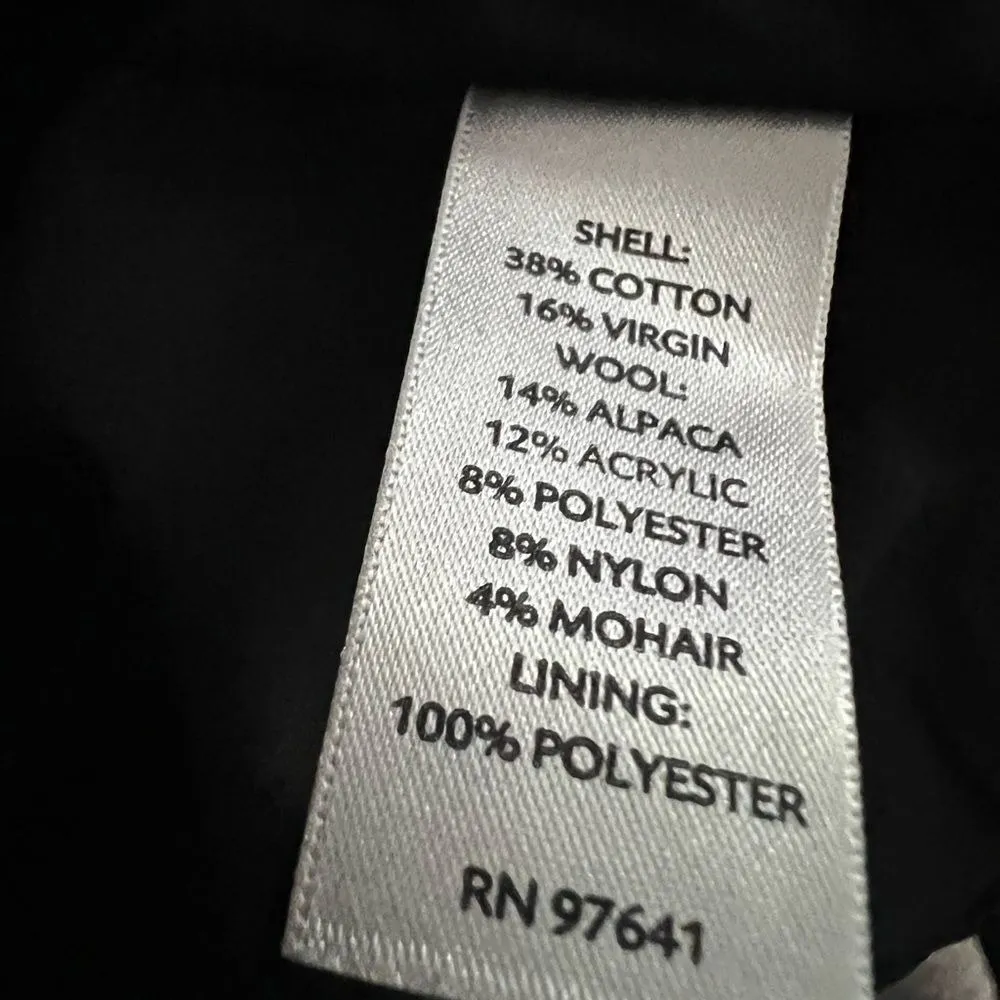 SHELL:
38% COTTON
16% VIRGIN
WOOL:
14% ALPACA
12% ACRYLIC
8% POLYESTER
8% NYLON
4% MOHAIR
LINING:
100% POLYESTER
RN 97641